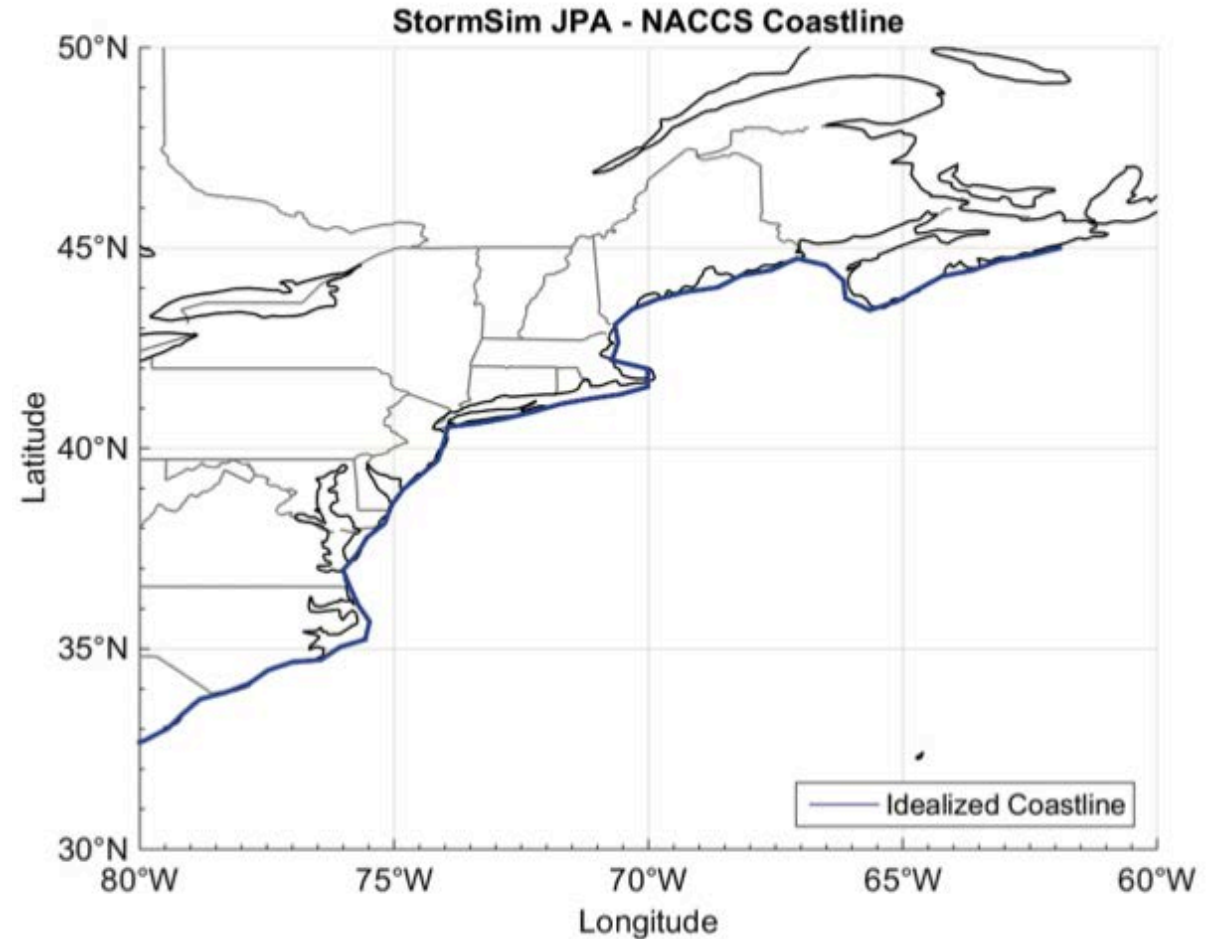 StormSim JPA - NACCS Coastline
50°N
45°N
40°N
35°N
30°N
Latitude
80°W
75°W
70°W
65°W
60°W
Longitude
Idealized Coastline